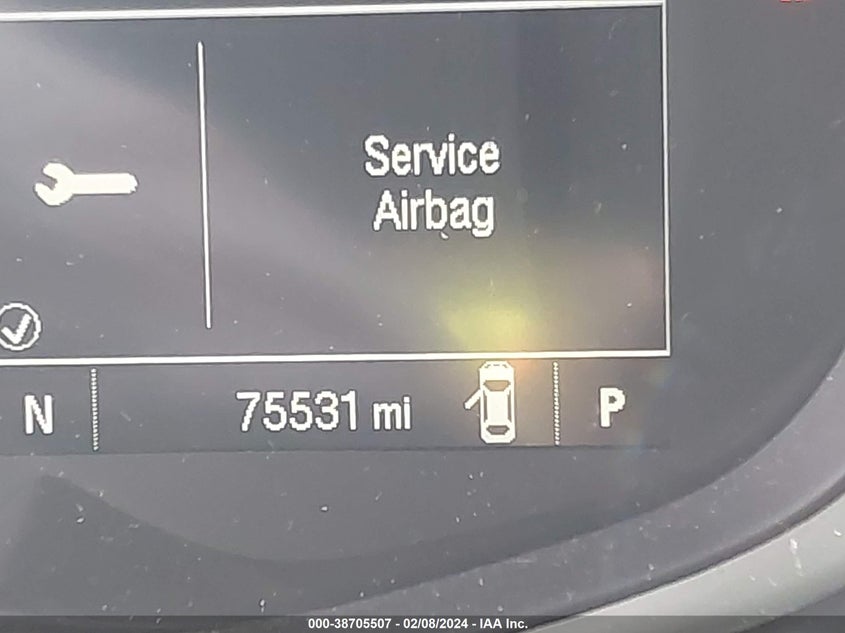 Service
Airbag
N
75531 mi
P
000-38705507 - 02/08/2024 - IAA Inc.